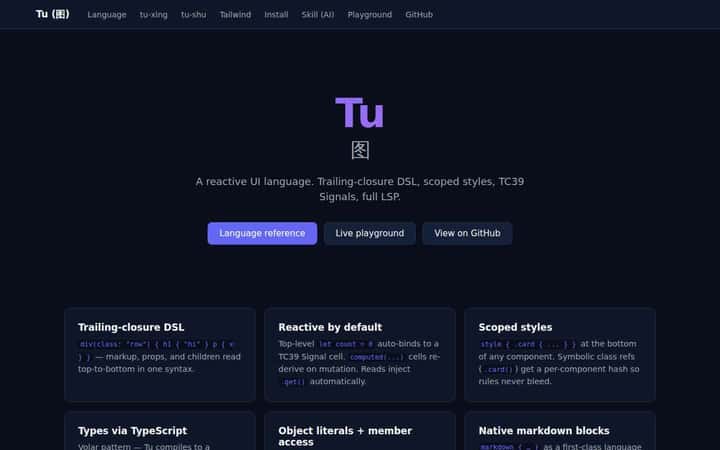 Tu (图) Language tu-xing tu-shu Tailwind Install Skill (AI) Playground GitHub
Tu
图
A reactive UI language. Trailing-closure DSL, scoped styles, TC39
Signals, full LSP.
Language reference Live playground View on GitHub
Trailing-closure DSL
div(class: "row") { h1 { "hi" } p { x
} } — markup, props, and children read
top-to-bottom in one syntax.
Reactive by default
Top-level let count = 0 auto-binds to a
TC39 Signal cell. computed(...) cells re-
derive on mutation. Reads inject
.get() automatically.
Scoped styles
style { .card { ... } } at the bottom
of any component. Symbolic class refs
( .card() ) get a per-component hash so
rules never bleed.
Types via TypeScript
Volar pattern — Tu compiles to a
Object literals + member
access
Native markdown blocks
markdown { … } as a first-class language